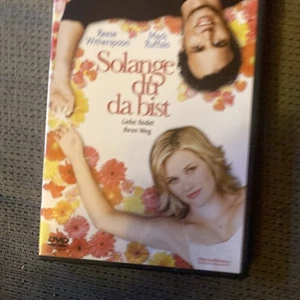 Reese
Witherspoon
Mark
Ruffalo
Solange
du
da bist
Liebe findet
ihren Weg
DVD